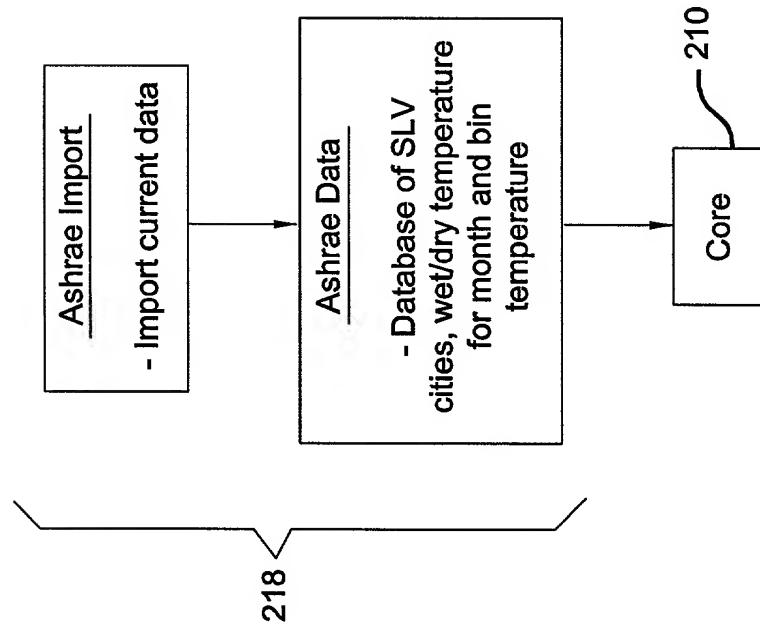 Ashrae Import
- Import current data
Ashrae Data
- Database of SLV
cities, wet/dry temperature
for month and bin
temperature
Core
210
218